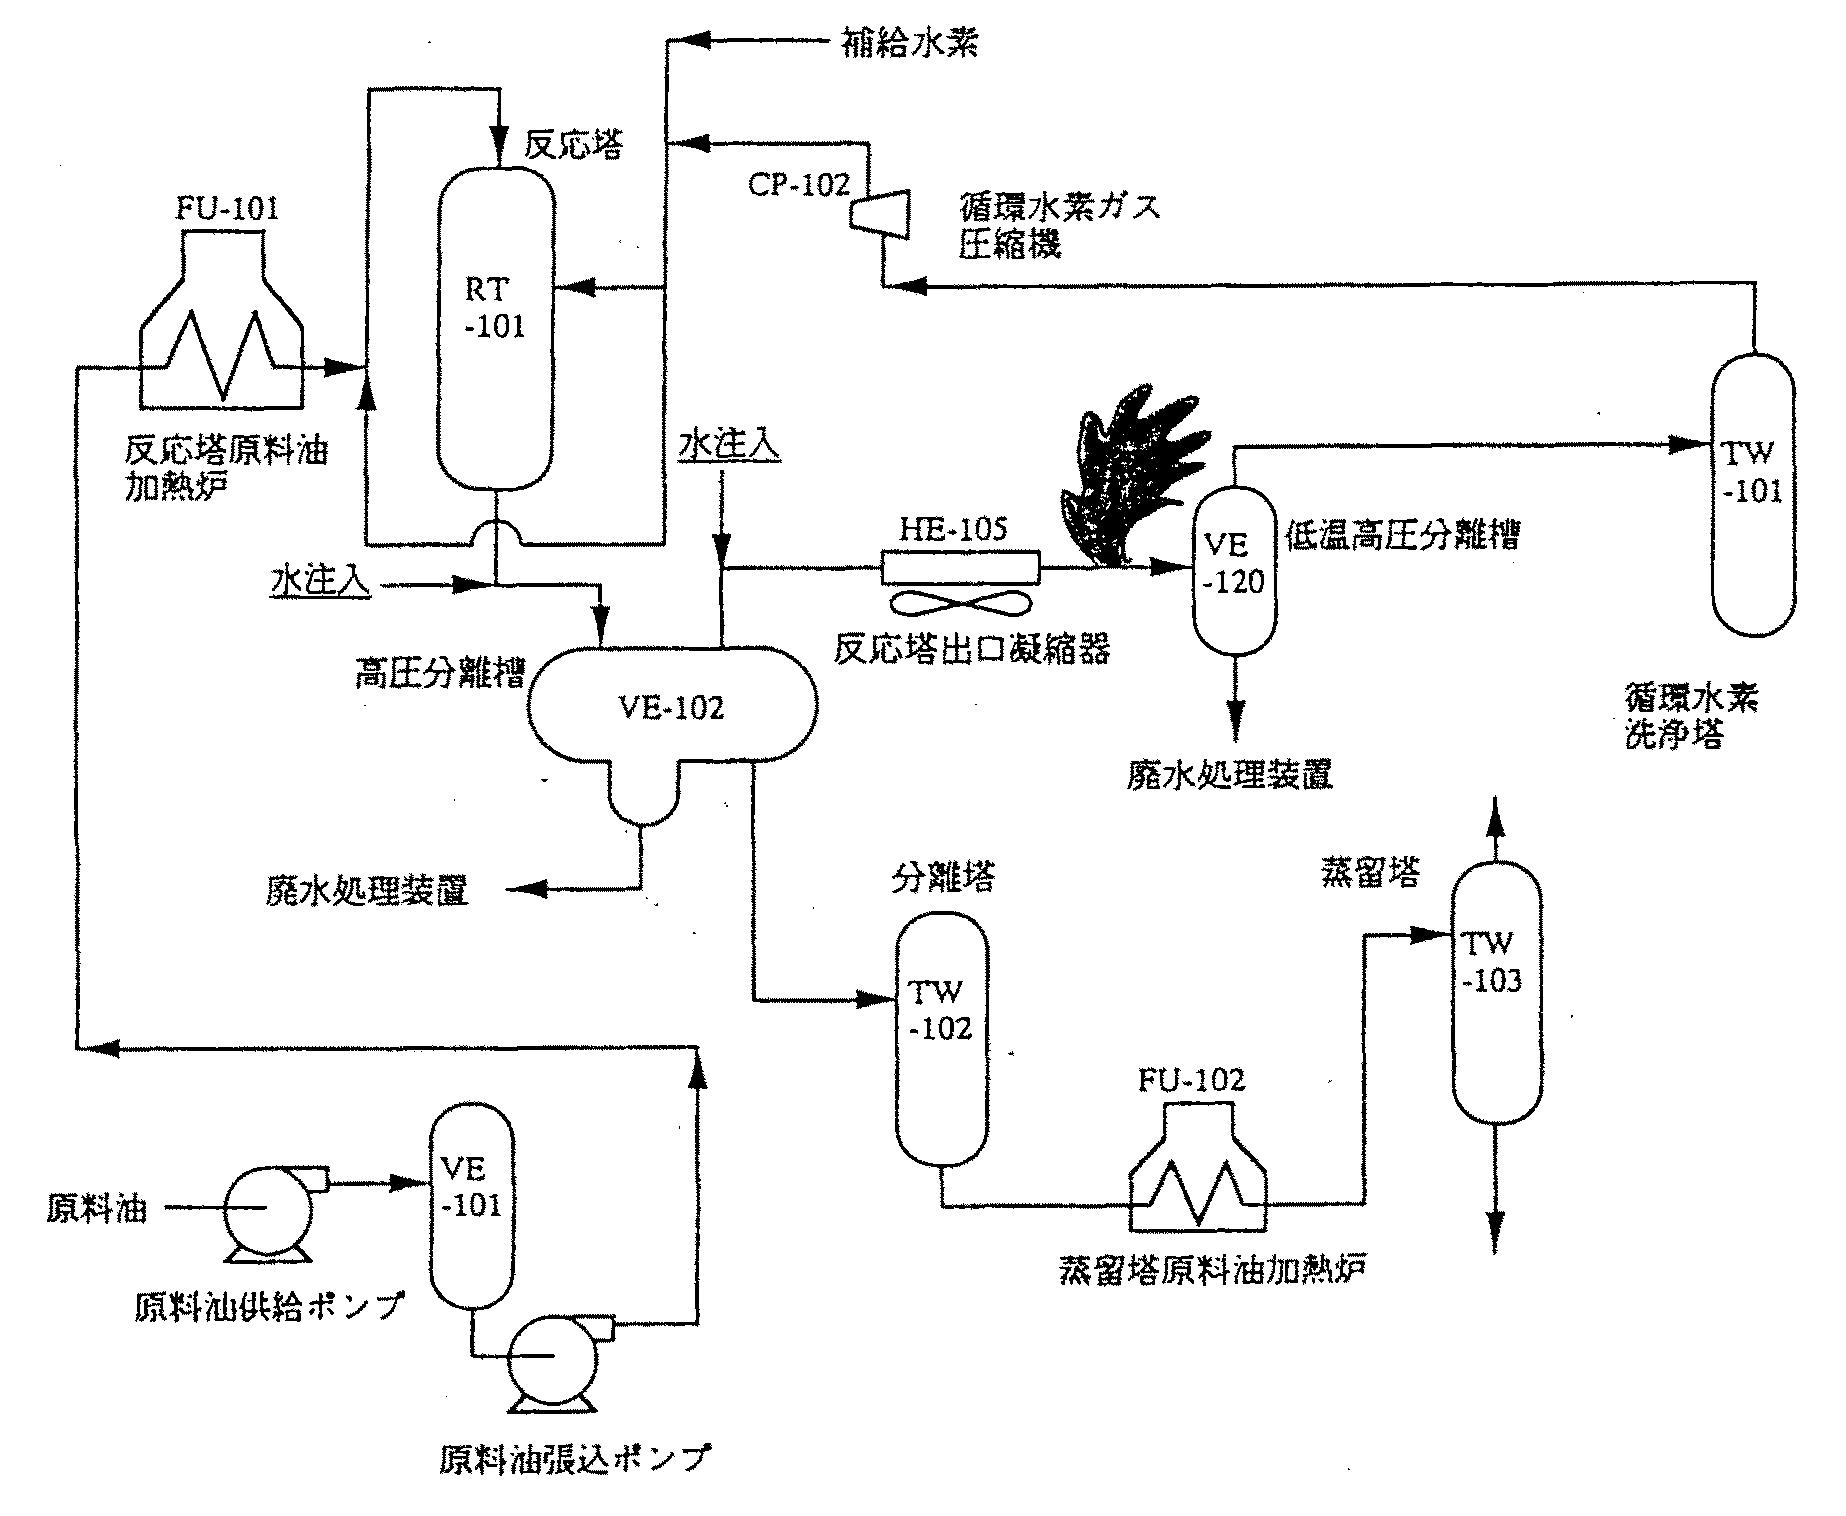 補給水素
反応塔
CP-102
循環水素ガス
圧縮機
FU-101
RT
-101
反応塔原料油
加熱炉
水注入
HE-105
VE
-120
低温高圧分離槽
TW
-101
水注入
反応塔出口凝縮器
高圧分離槽
VE-102
循環水素
洗浄塔
廃水処理装置
廃水処理装置
分離塔
蒸留塔
TW
-102
TW
-103
FU-102
VE
-101
原料油
蒸留塔原料油加熱炉
原料油供給ポンプ
原料油張込ポンプ